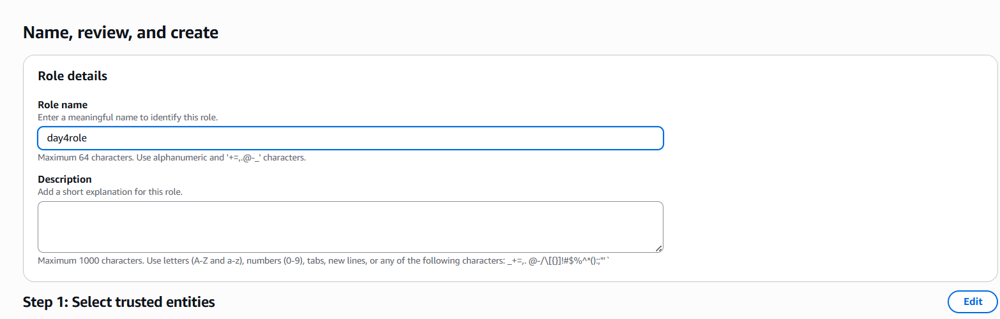 Name, review, and create
Role details
Role name
Enter a meaningful name to identify this role.
day4role
Maximum 64 characters. Use alphanumeric and '+=,.@-_' characters.
Description
Add a short explanation for this role.
Maximum 1000 characters. Use letters (A-Z and a-z), numbers (0-9), tabs, new lines, or any of the following characters: _+=,. @-/\[{}]!#$%^*();:"'`
Step 1: Select trusted entities
Edit